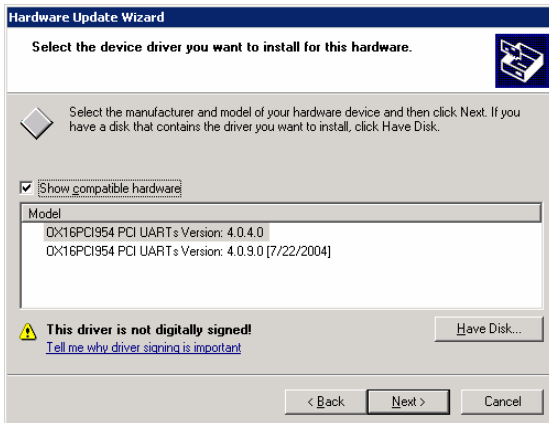 Hardware Update Wizard
Select the device driver you want to install for this hardware.
Select the manufacturer and model of your hardware device and then click Next. If you
have a disk that contains the driver you want to install, click Have Disk.
Show compatible hardware
Model
OX16PCI954 PCI UARTs Version: 4.0.4.0
OX16PCI954 PCI UARTs Version: 4.0.9.0 [7/22/2004]
This driver is not digitally signed!
Have Disk...
Tell me why driver signing is important
< Back
Next >
Cancel